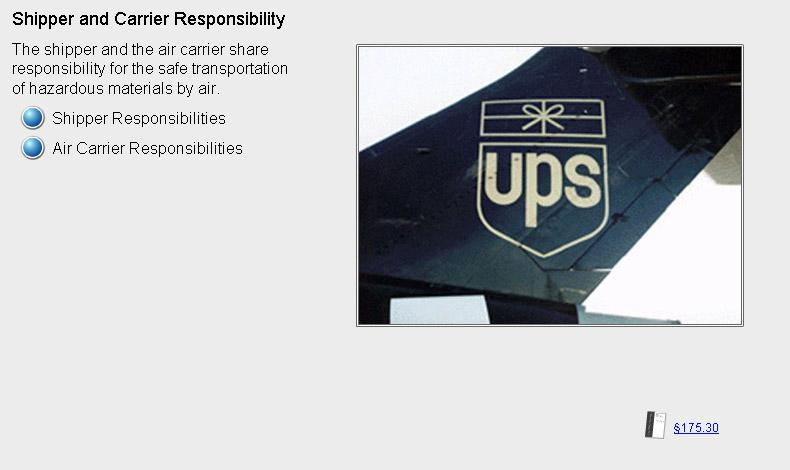 Shipper and Carrier Responsibility
The shipper and the air carrier share
responsibility for the safe transportation
of hazardous materials by air.
Shipper Responsibilities
Air Carrier Responsibilities
ups
§175.30